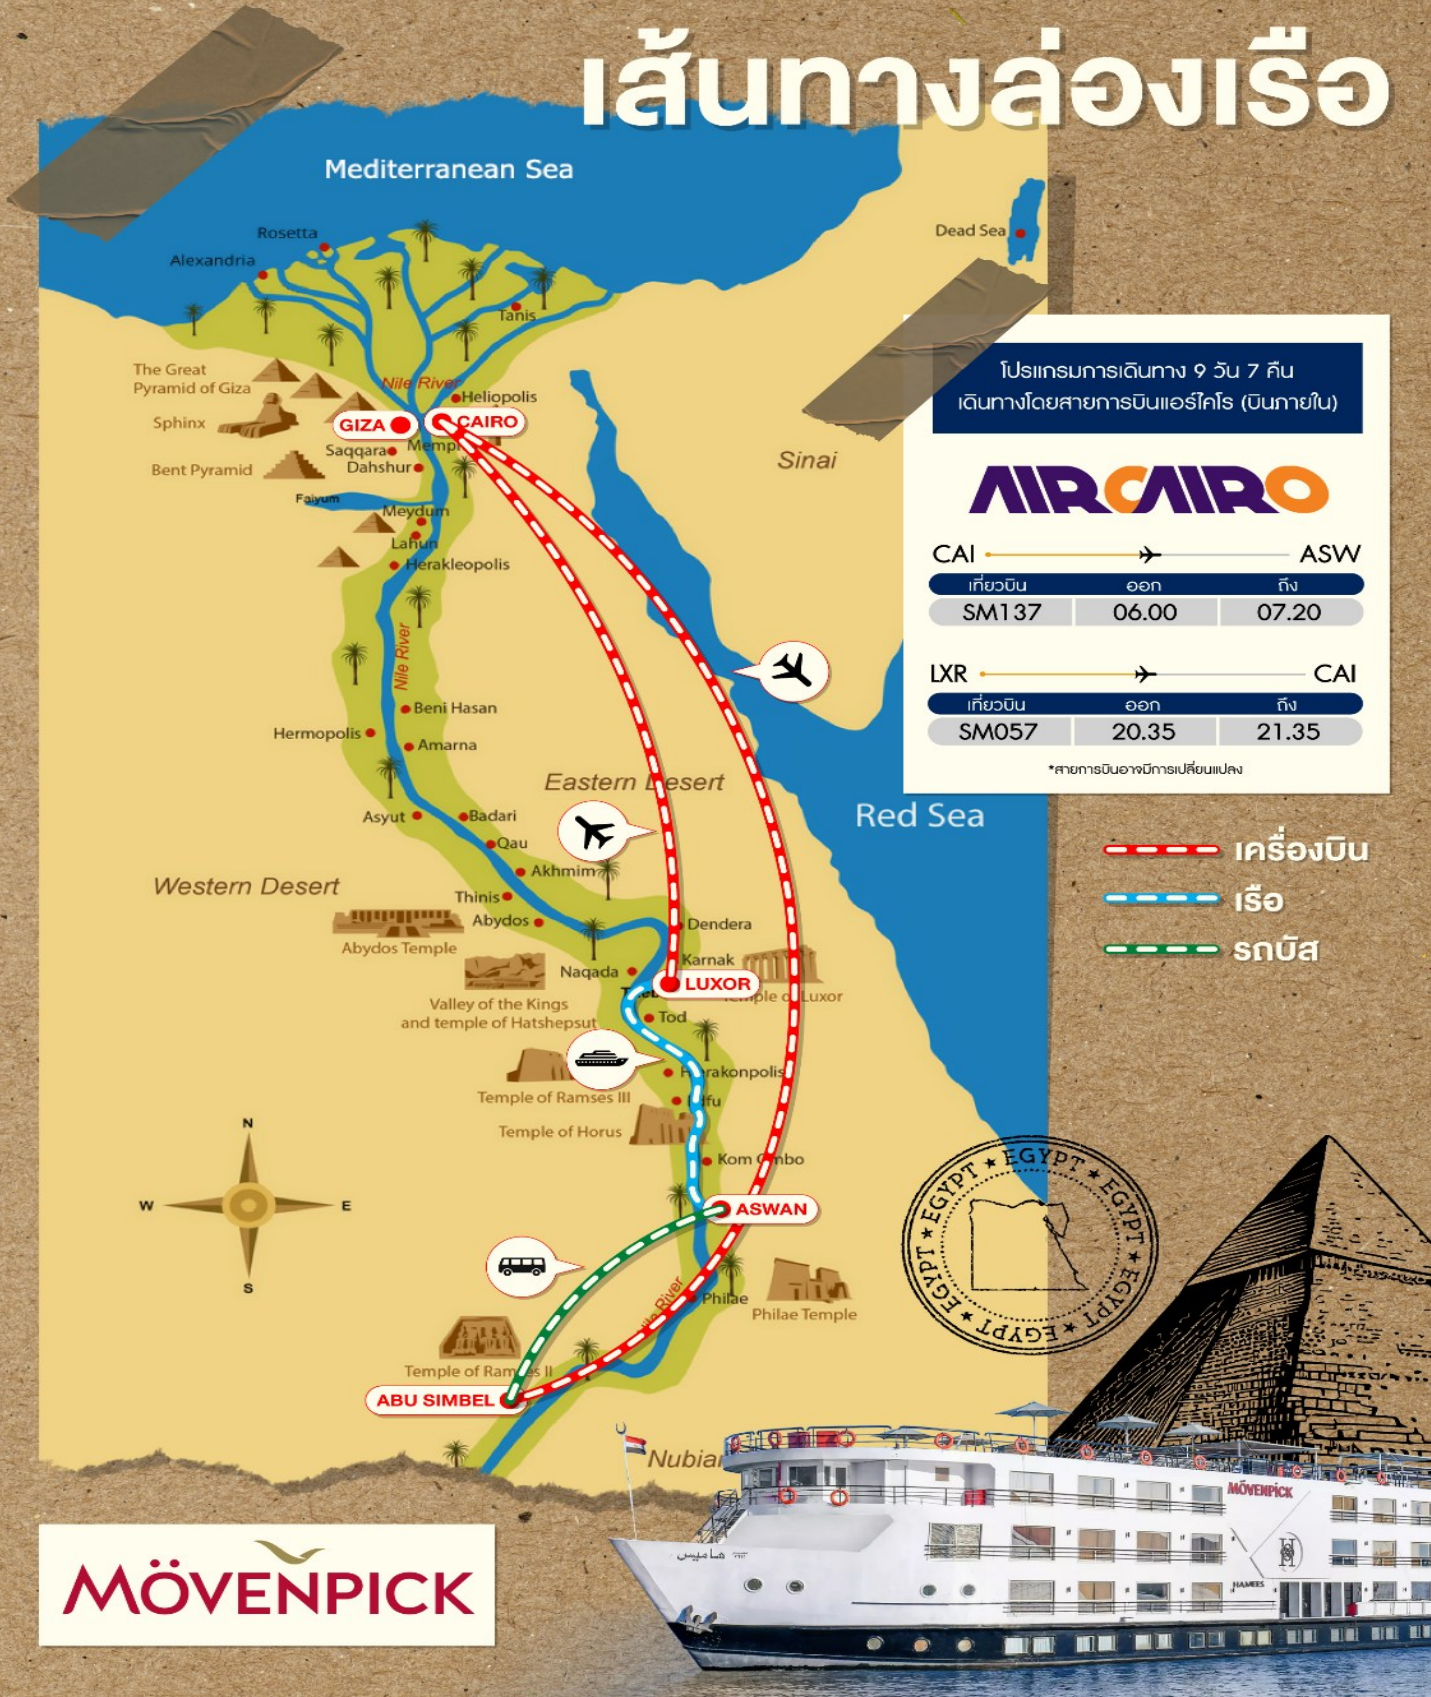 เส้นทางล่องเรือ
Mediterranean Sea
Rosetta
Alexandria
Dead Sea
Tanis
The Great
Pyramid of Giza
Nile River
Heliopolis
Sphinx
GIZA
CAIRO
Saqqara
Bent Pyramid
Dahshur
Sinai
Faiyum
Meydum
Lahun
Herakleopolis
Nile River
Beni Hasan
Hermopolis
Amarna
Eastern Desert
Asyut
Badari
Qau
Red Sea
Western Desert
Akhmim
Thinis
Abydos
Abydos Temple
Dendera
Karnak
Naqada
LUXOR
Valley of the Kings
and temple of Hatshepsut
Temple of Luxor
Tod
Hierakonpolis
Temple of Ramses III
Edfu
Temple of Horus
Kom Ombo
N
W
E
S
ASWAN
Philae
Philae Temple
Nile River
Temple of Ramses II
ABU SIMBEL
Nubian
โปรแกรมการเดินทาง 9 วัน 7 คืน
เดินทางโดยสายการบินแอร์ไคโร (บินภายใน)
AIRCAIRO
CAI ASW
เที่ยวบิน ออก ถึง
SM137 06.00 07.20
LXR CAI
เที่ยวบิน ออก ถึง
SM057 20.35 21.35
*สายการบินอาจมีการเปลี่ยนแปลง
เครื่องบิน
เรือ
รถบัส
EGYPT ★ EGYPT ★ EGYPT ★ EGYPT ★ EGYPT ★ EGYPT ★
MÖVENPICK
MÖVENPICK
HAMEES